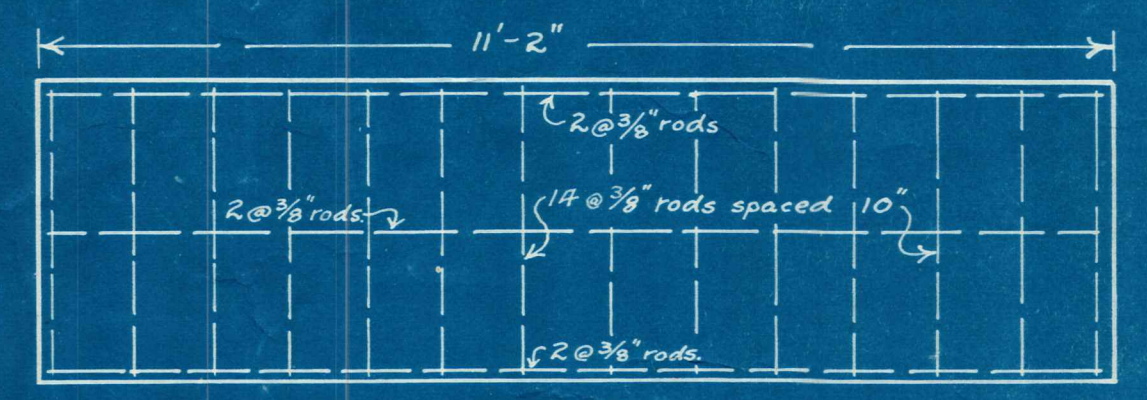 11'-2"
2 @ 3/8" rods
14 @ 3/8" rods spaced 10"
2 @ 3/8" rods.
2 @ 3/8" rods.